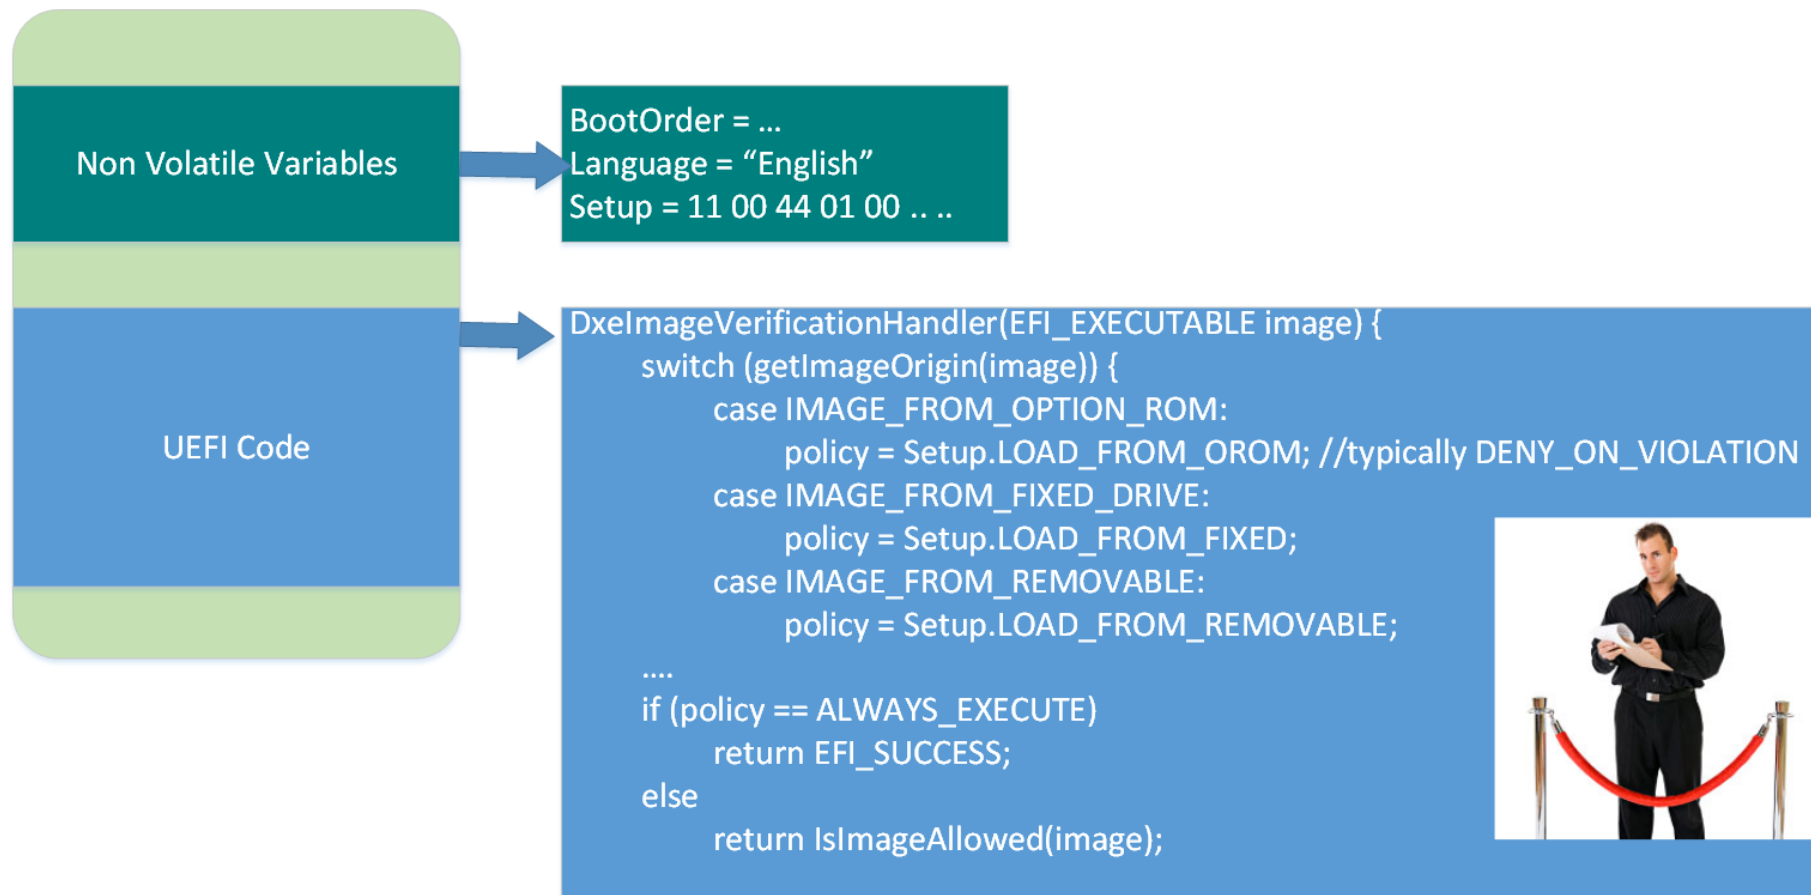 Non Volatile Variables
BootOrder = ...
Language = “English”
Setup = 11 00 44 01 00 .. ..
UEFI Code
DxeImageVerificationHandler(EFI_EXECUTABLE image) {
switch (getImageOrigin(image)) {
case IMAGE_FROM_OPTION_ROM:
policy = Setup.LOAD_FROM_OROM; //typically DENY_ON_VIOLATION
case IMAGE_FROM_FIXED_DRIVE:
policy = Setup.LOAD_FROM_FIXED;
case IMAGE_FROM_REMOVABLE:
policy = Setup.LOAD_FROM_REMOVABLE;
....
if (policy == ALWAYS_EXECUTE)
return EFI_SUCCESS;
else
return IsImageAllowed(image);